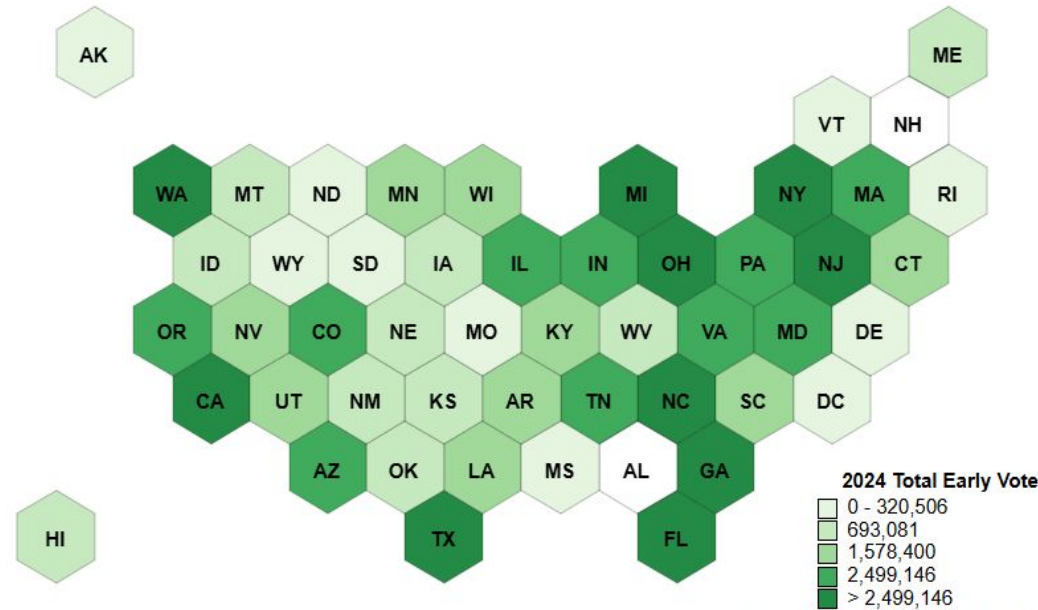 AK ME
VT NH
WA MT ND MN WI MI NY MA RI
ID WY SD IA IL IN OH PA NJ CT
OR NV CO NE MO KY WV VA MD DE
CA UT NM KS AR TN NC SC DC
AZ OK LA MS AL GA
HI TX FL
2024 Total Early Vote
0 - 320,506
693,081
1,578,400
2,499,146
> 2,499,146